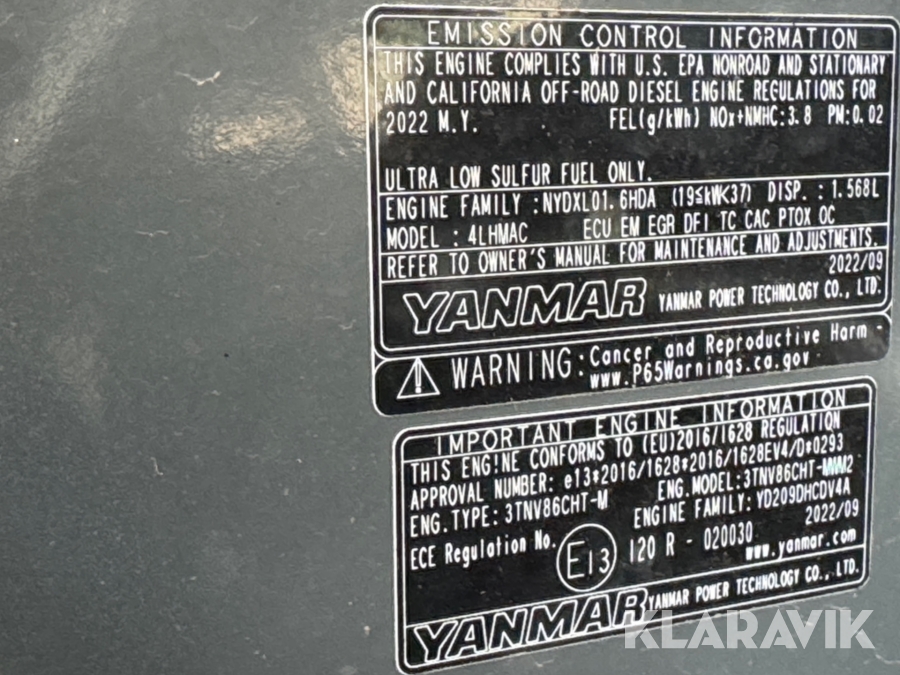 EMISSION CONTROL INFORMATION
THIS ENGINE COMPLIES WITH U.S. EPA NONROAD AND STATIONARY
AND CALIFORNIA OFF-ROAD DIESEL ENGINE REGULATIONS FOR
2022 M.Y. FEL(g/kWh) NOx+NMHC:3.8 PM:0.02
ULTRA LOW SULFUR FUEL ONLY.
ENGINE FAMILY :NYDXL01.6HDA (19≤kW<37) DISP. : 1.568L
MODEL : 4LHMAC ECU EM EGR DFI TC CAC PTOX OC
REFER TO OWNER'S MANUAL FOR MAINTENANCE AND ADJUSTMENTS.
2022/09
YANMAR YANMAR POWER TECHNOLOGY CO., LTD.
WARNING: Cancer and Reproductive Harm -
www.P65Warnings.ca.gov
IMPORTANT ENGINE INFORMATION
THIS ENGINE CONFORMS TO (EU)2016/1628 REGULATION
APPROVAL NUMBER: e13*2016/1628*2016/1628EV4/D*0293
ENG.TYPE: 3TNV86CHT-M ENG.MODEL:3TNV86CHT-MWM2
ENGINE FAMILY: YD209DHCDV4A
2022/09
ECE Regulation No. E13 120 R - 020030
www.yanmar.com
YANMAR YANMAR POWER TECHNOLOGY CO., LTD.
KLARAVIK